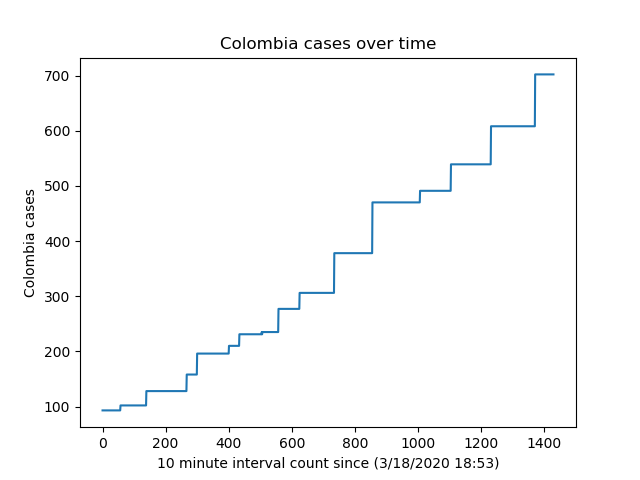 Colombia cases over time
700
600
500
400
300
200
100
Colombia cases
0 200 400 600 800 1000 1200 1400
10 minute interval count since (3/18/2020 18:53)